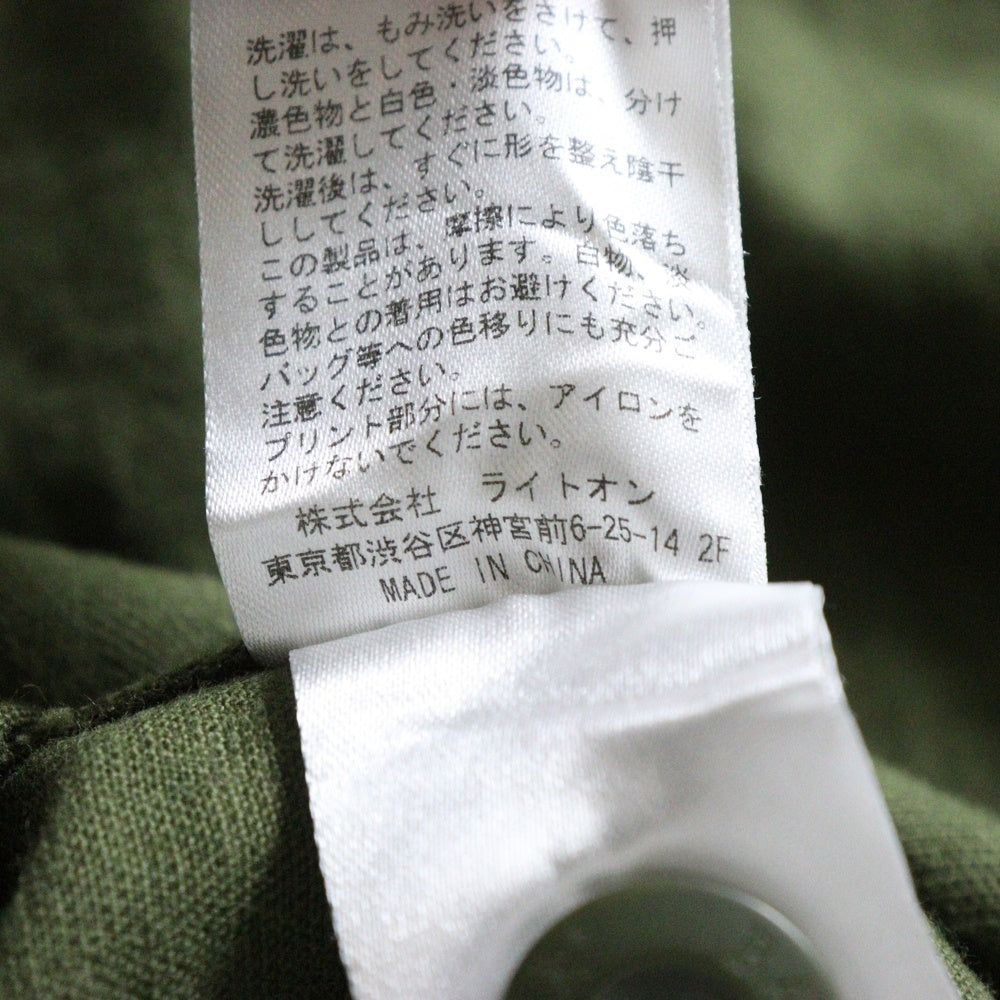 洗濯は、もみ洗いをさけて、押
し洗いをしてください。
濃色物と白色・淡色物は、分け
て洗濯してください。
洗濯後は、すぐに形を整え陰干
ししてください。
この製品は、摩擦により色落ち
することがあります。白物、淡
色物との着用はお避けください。
バッグ等への色移りにも充分ご
注意ください。
プリント部分には、アイロンを
かけないでください。
株式会社 ライトオン
東京都渋谷区神宮前6-25-14 2F
MADE IN CHINA